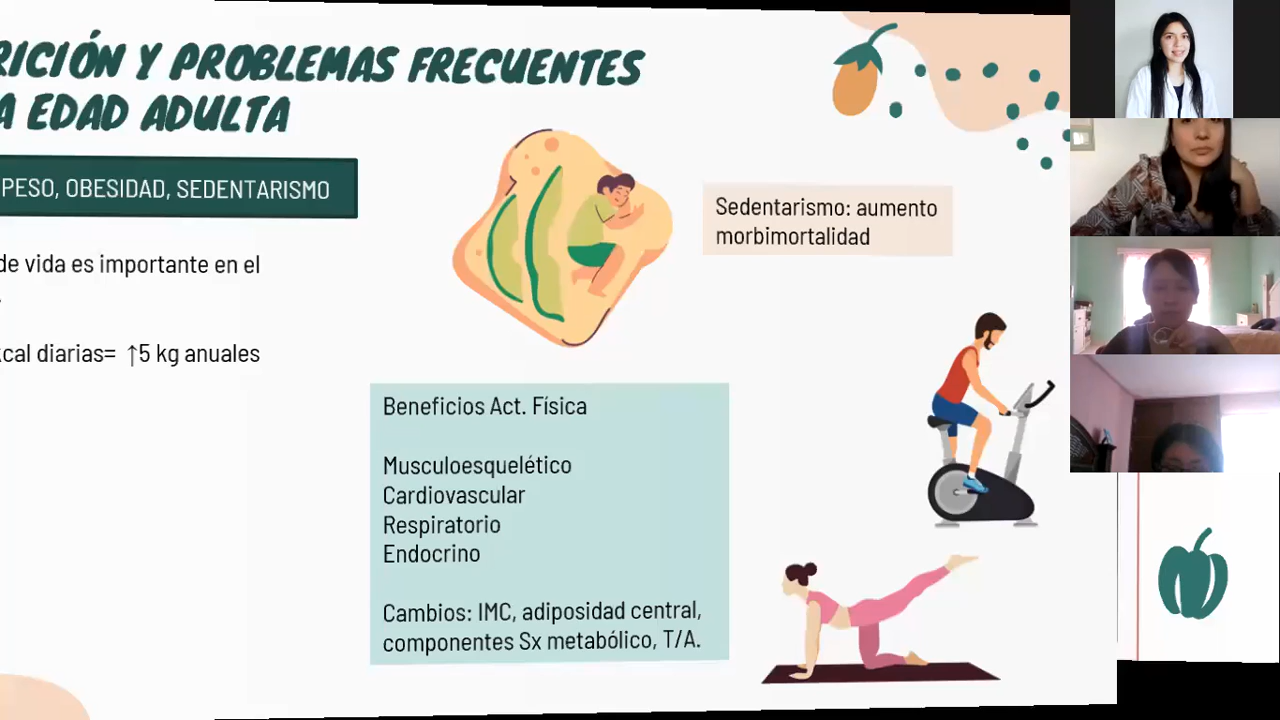 RICIÓN Y PROBLEMAS FRECUENTES
A EDAD ADULTA
PESO, OBESIDAD, SEDENTARISMO
de vida es importante en el
cal diarias= ↑5 kg anuales
Sedentarismo: aumento
morbimortalidad
Beneficios Act. Física
Musculoesquelético
Cardiovascular
Respiratorio
Endocrino
Cambios: IMC, adiposidad central,
componentes Sx metabólico, T/A.